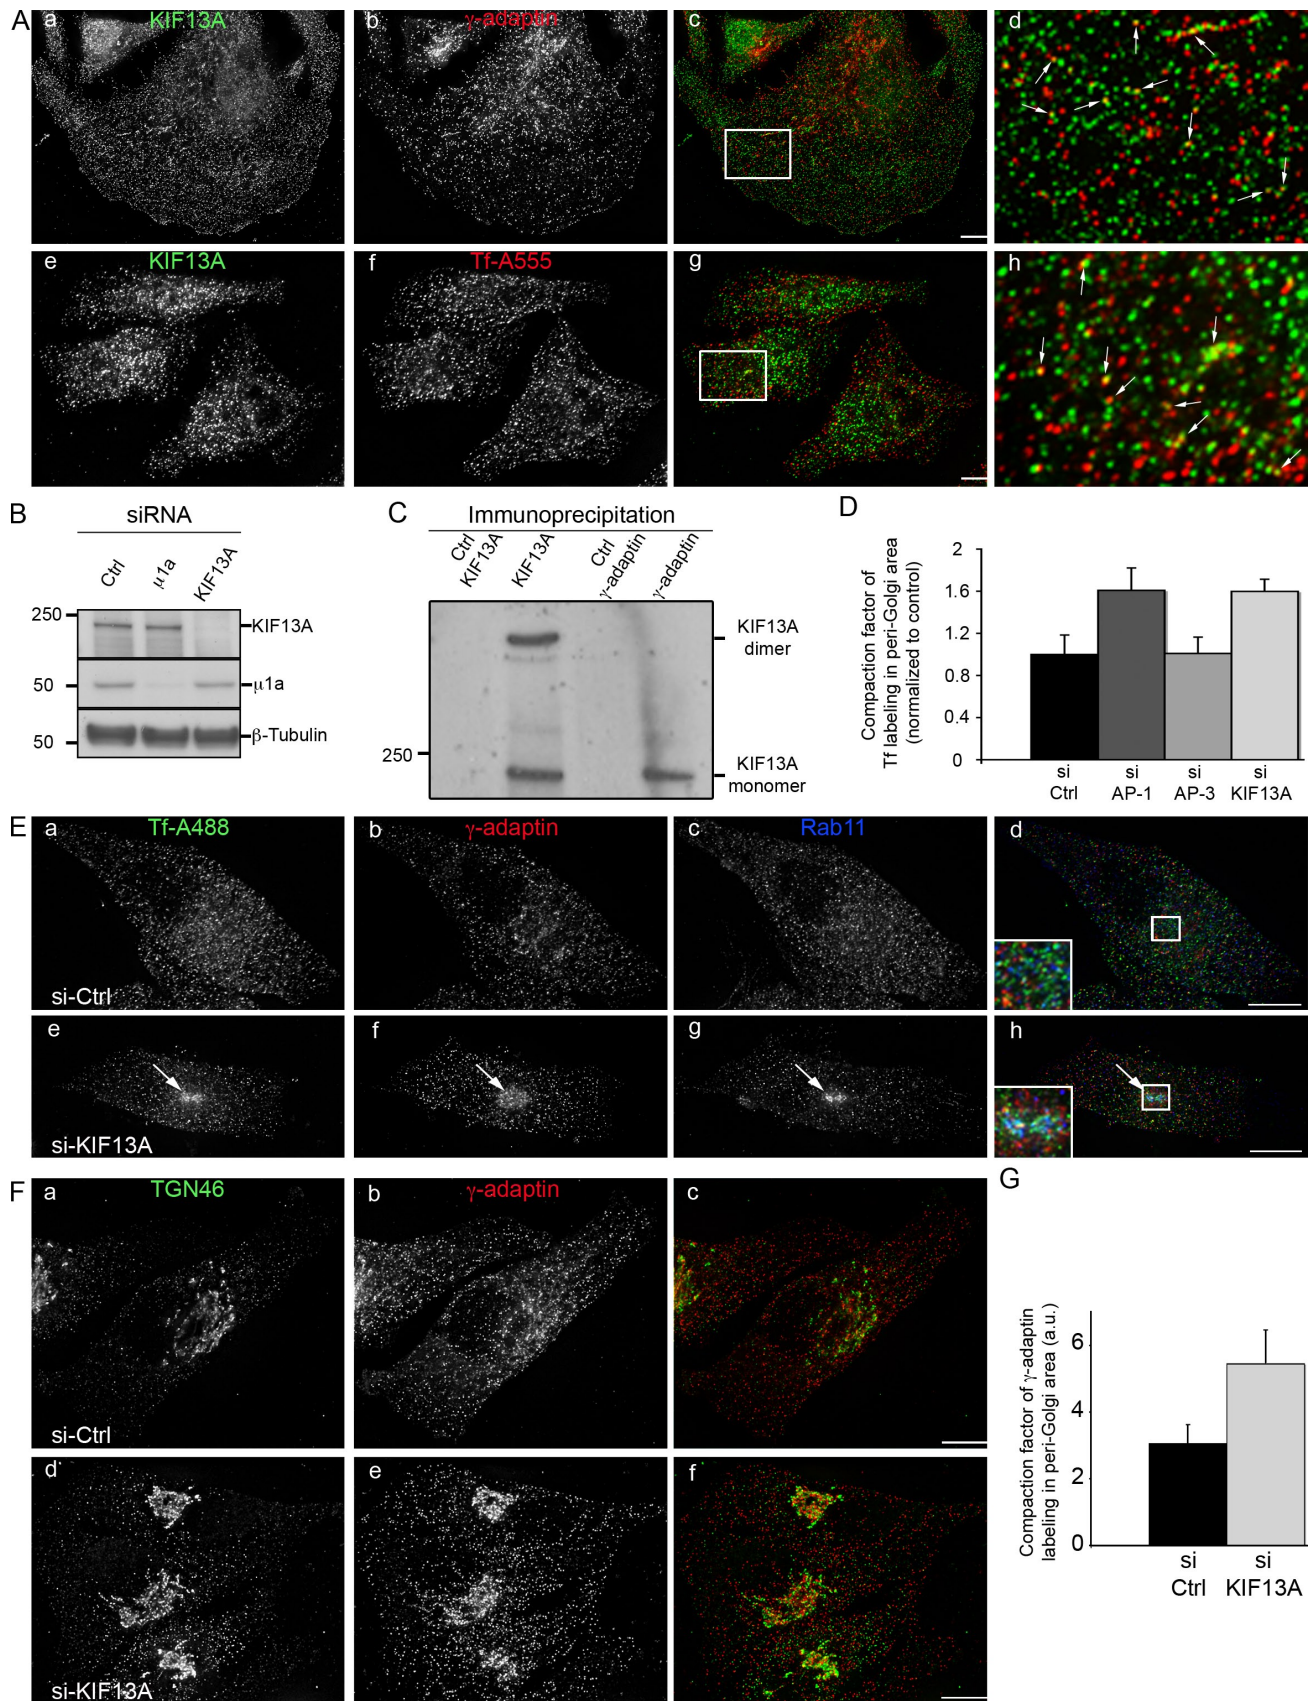 A
a
KIF13A
b
γ-adaptin
c
d
e
KIF13A
f
Tf-A555
g
h
B
siRNA
Ctrl
μ1a
KIF13A
250
KIF13A
50
μ1a
50
β-Tubulin
C
Immunoprecipitation
Ctrl
KIF13A
KIF13A
Ctrl
γ-adaptin
γ-adaptin
KIF13A
dimer
250
KIF13A
monomer
D
Compaction factor of
Tf labeling in peri-Golgi area
(normalized to control)
2
1.6
1.2
0.8
0.4
0
si
Ctrl
si
AP-1
si
AP-3
si
KIF13A
E
a
Tf-A488
b
γ-adaptin
c
Rab11
d
si-Ctrl
e
f
g
h
si-KIF13A
F
a
TGN46
b
γ-adaptin
c
si-Ctrl
d
e
f
si-KIF13A
G
Compaction factor of γ-adaptin
labeling in peri-Golgi area (a.u.)
6
4
2
0
si
Ctrl
si
KIF13A